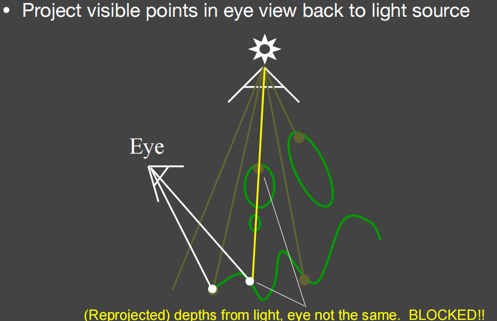 • Project visible points in eye view back to light source
Eye
(Reprojected) depths from light, eye not the same. BLOCKED!!